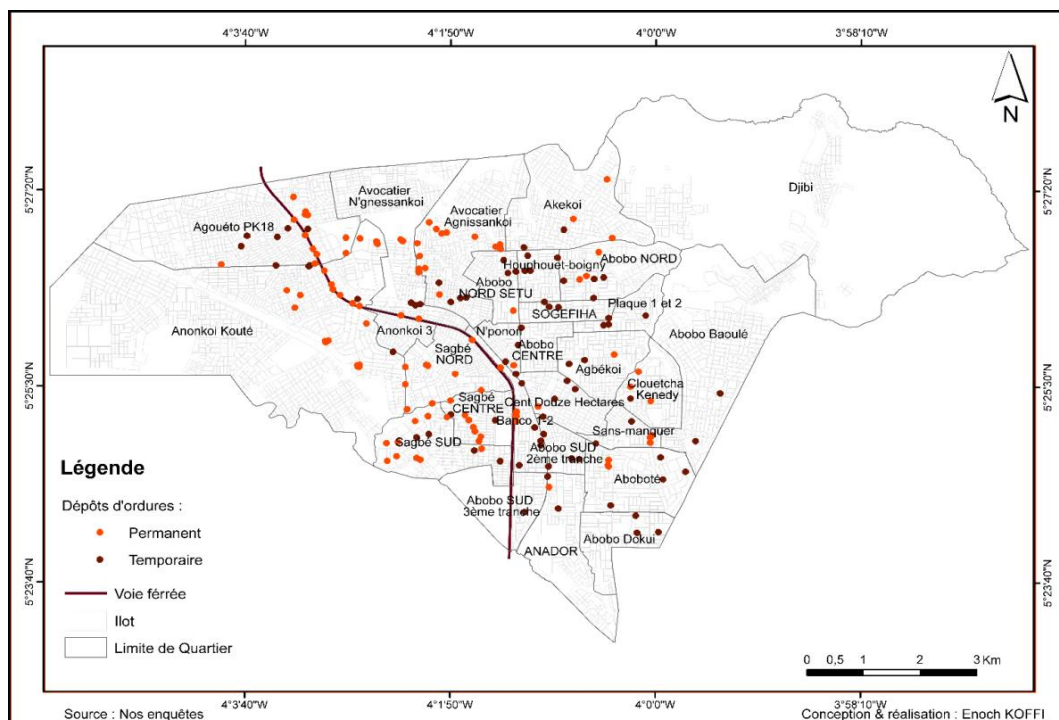 4°3'40"W 4°1'50"W 4°0'0"W 3°58'10"W
N
5°27'20"N
5°27'20"N
Djibi
Akekoi
Avocatier
N'gnessankoi
Avocatier
Agnissankoi
Agouéto PK18
Abobo NORD
Houphouet-boigny
Abobo
NORD SETU
SOGEFIHA
Plaque 1 et 2
Anonkoi Kouté
Anonkoi 3
N'ponon
Abobo Baoulé
Sagbé
NORD
Abobo
CENTRE
Agbékoi
5°25'30"N
5°25'30"N
Clouetcha
Kenedy
Sagbé
CENTRE
Cent Douze Hectares
Banco 1-2
Sans-manquer
Sagbé SUD
Abobo SUD
2ème tranche
Aboboté
Abobo SUD
3ème tranche
ANADOR
Abobo Dokui
5°23'40"N
5°23'40"N
Légende
Dépôts d'ordures :
Permanent
Temporaire
Voie férrée
Ilot
Limite de Quartier
0 0,5 1 2 3 Km
4°3'40"W 4°1'50"W 4°0'0"W 3°58'10"W
Source : Nos enquêtes
Conception & réalisation : Enoch KOFFI